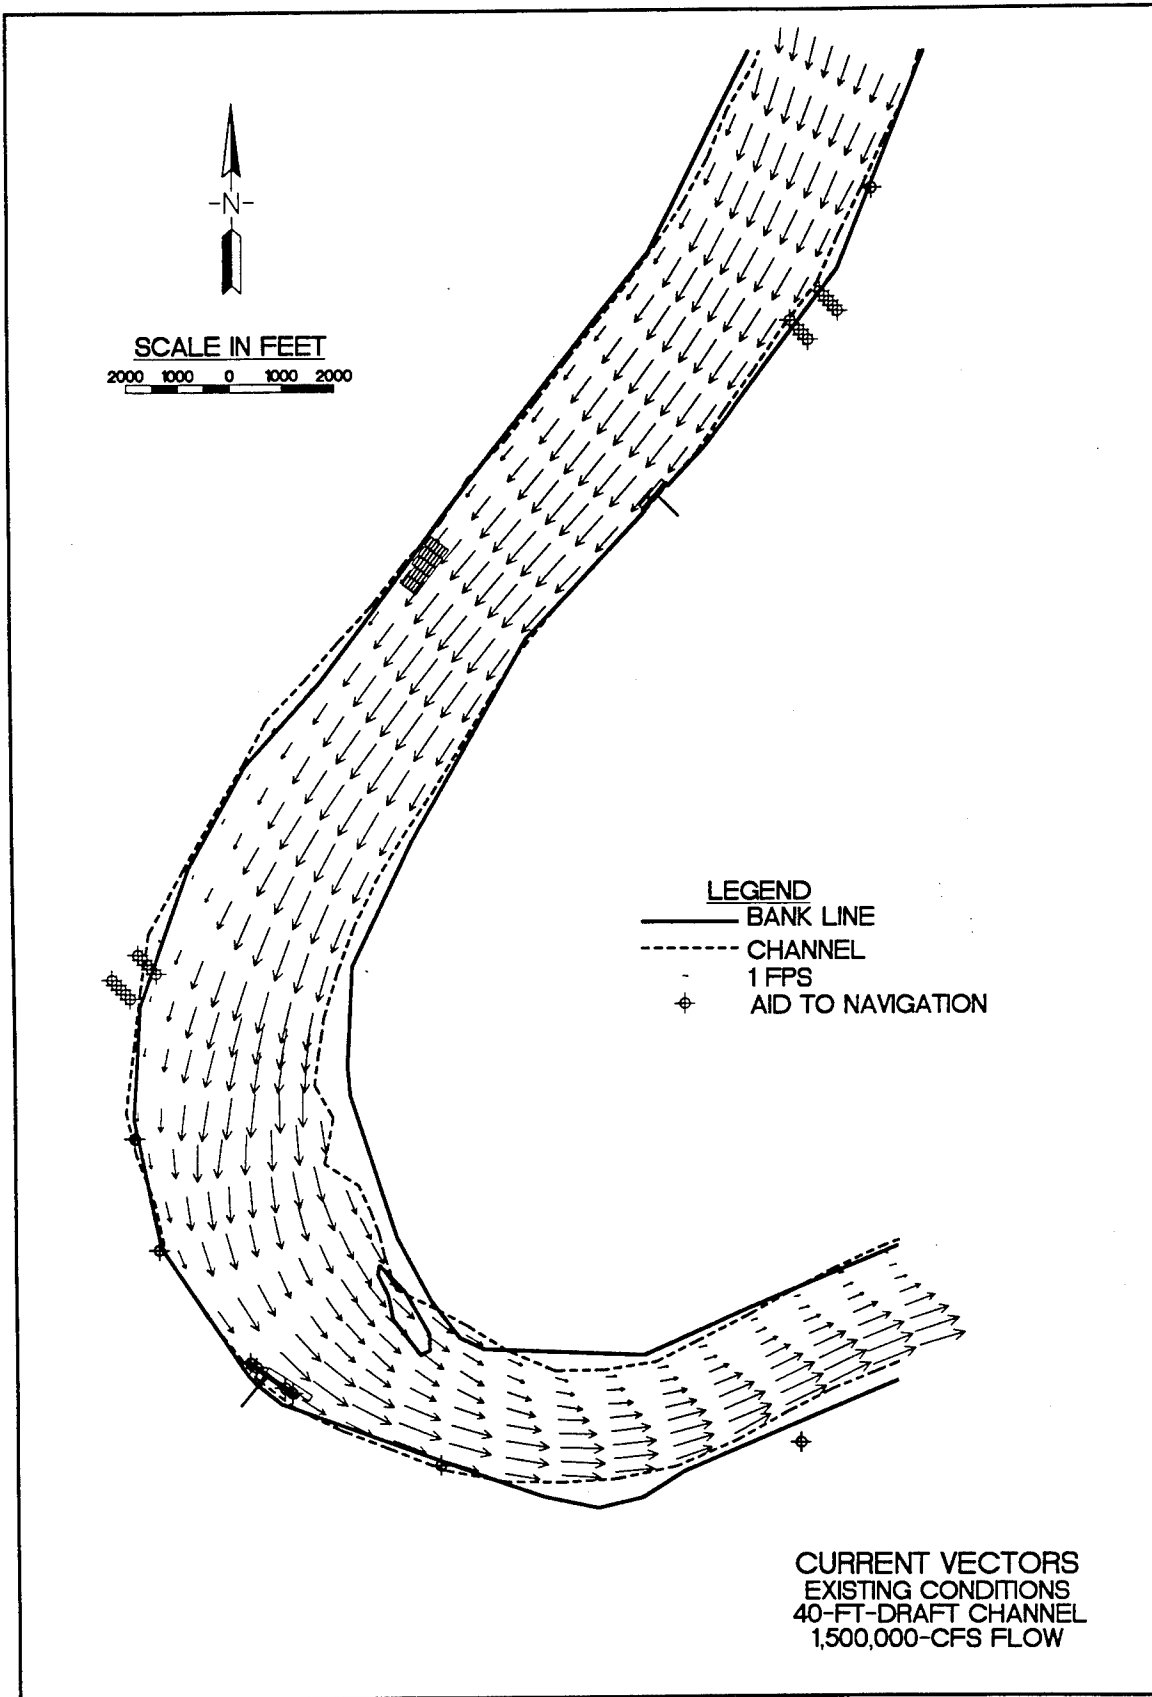 -N-
SCALE IN FEET
2000 1000 0 1000 2000
LEGEND
BANK LINE
CHANNEL
1 FPS
AID TO NAVIGATION
CURRENT VECTORS
EXISTING CONDITIONS
40-FT-DRAFT CHANNEL
1,500,000-CFS FLOW